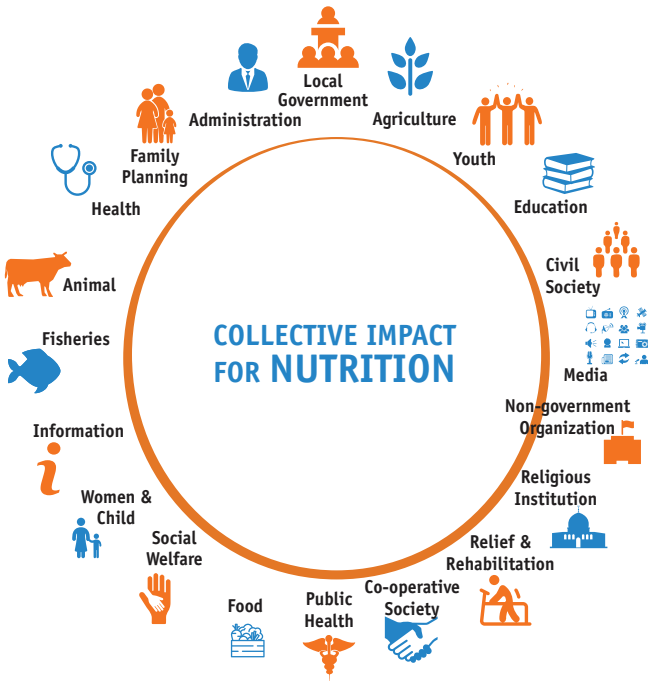 Local
Government
Agriculture
Youth
Education
Civil
Society
Media
Non-government
Organization
Religious
Institution
Relief &
Rehabilitation
Co-operative
Society
Public
Health
Food
Social
Welfare
Women &
Child
Information
Fisheries
Animal
Health
Family
Planning
Administration
COLLECTIVE IMPACT
FOR NUTRITION